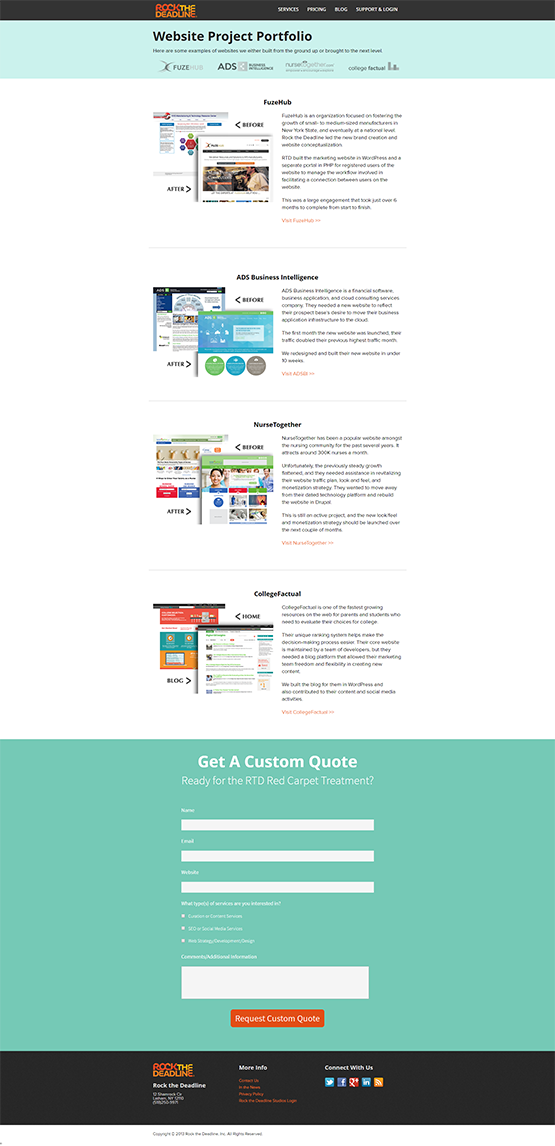 ROCK THE
DEADLINE
SERVICES PRICING BLOG SUPPORT & LOGIN
Website Project Portfolio
Here are some examples of websites we either built from the ground up or brought to the next level.
FUZEHUB ADS BUSINESS INTELLIGENCE nursetogether.com college factual
FuzeHub
< BEFORE
AFTER >
FuzeHub is an organization focused on fostering the
growth of small- to medium-sized manufacturers in
New York State, and eventually at a national level.
Rock the Deadline led the new brand creation and
website conceptualization.
RTD built the marketing website in WordPress and a
separate portal in PHP for registered users of the
website to manage the workflow involved in
facilitating a connection between users on the
website.
This was a large engagement that took just over 6
months to complete from start to finish.
Visit FuzeHub >>
ADS Business Intelligence
< BEFORE
AFTER >
ADS Business Intelligence is a financial software,
business application, and cloud consulting services
company. They needed a new website to reflect
their prospect base's desire to move their business
application infrastructure to the cloud.
The first month the new website was launched, their
traffic doubled their previous highest traffic month.
We redesigned and built their new website in under
10 weeks.
Visit ADSBI >>
NurseTogether
< BEFORE
AFTER >
NurseTogether has been a popular website amongst
the nursing community for the past several years. It
attracts around 300K nurses a month.
Unfortunately, the previously steady growth
flattened, and they needed assistance in revitalizing
their website traffic plan, look and feel, and
monetization strategy. They wanted to move away
from their dated technology platform and rebuild
the website in Drupal.
This is still an active project, and the new look/feel
and monetization strategy should be launched over
the next couple of months.
Visit NurseTogether >>
CollegeFactual
< HOME
BLOG >
CollegeFactual is one of the fastest growing
resources on the web for parents and students who
need to evaluate their choices for college.
Their unique ranking system helps make the
decision-making process easier. Their core website
is maintained by a team of developers, but they
needed a blog platform that allowed their marketing
team freedom and flexibility in creating new
content.
We built the blog for them in WordPress and
also contributed to their content and social media
activities.
Visit CollegeFactual >>
Get A Custom Quote
Ready for the RTD Red Carpet Treatment?
Name
Email
Website
What type(s) of services are you interested in?
Curation or Content Services
SEO or Social Media Services
Web Strategy/Development/Design
Comments/Additional Information
Request Custom Quote
ROCK THE
DEADLINE
Rock the Deadline
12 Shamrock Cir
Latham, NY 12110
More Info
Contact Us
In the News
Privacy Policy
Rock the Deadline Socdoo Login
Connect With Us
Copyright © 2013 Rock the Deadline, Inc. All Rights Reserved.